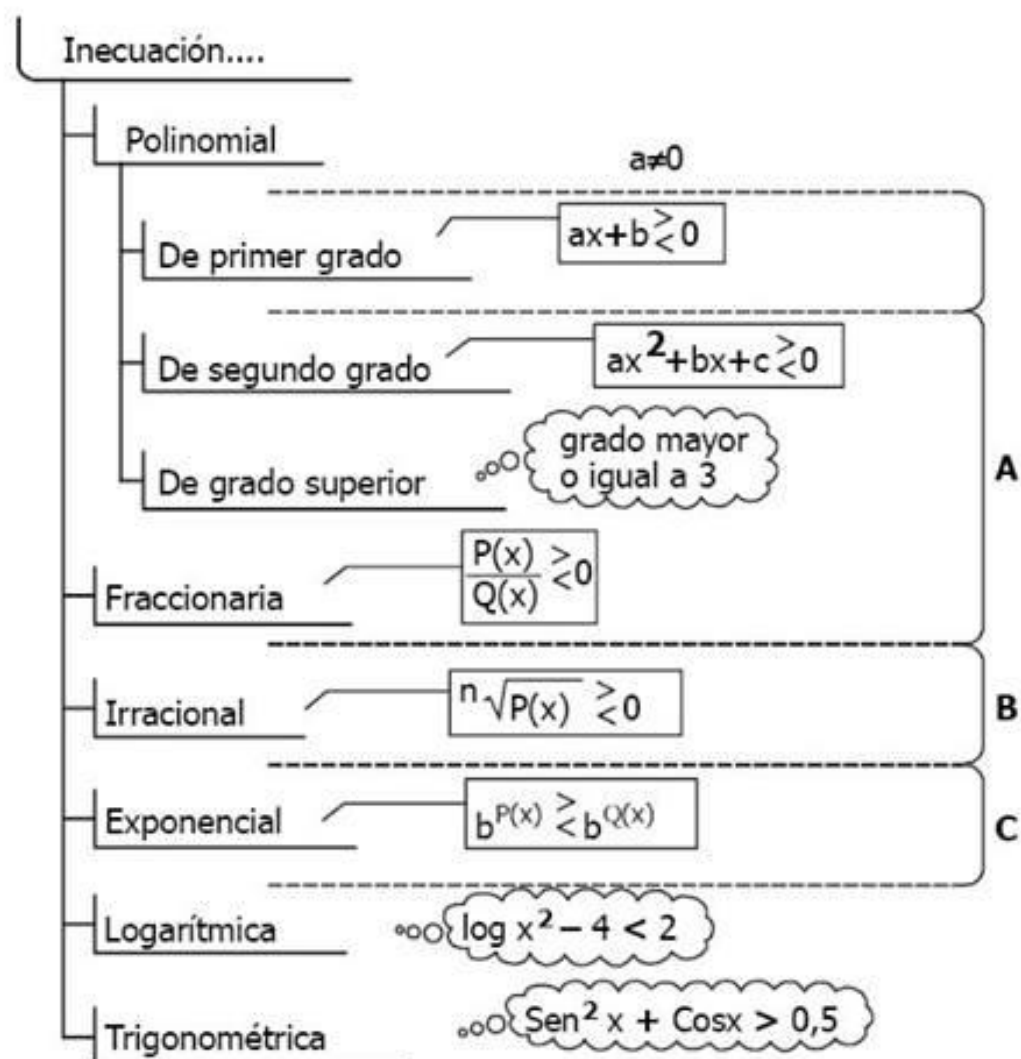 Inecuación....
Polinomial
a≠0
De primer grado
ax+b≷0
De segundo grado
ax²+bx+c≷0
De grado superior
grado mayor
o igual a 3
A
Fraccionaria
P(x)
Q(x)
≷0
Irracional
n√P(x) ≷0
B
Exponencial
b^P(x) ≷ b^Q(x)
C
Logarítmica
log x² – 4 < 2
Trigonométrica
Sen² x + Cosx > 0,5